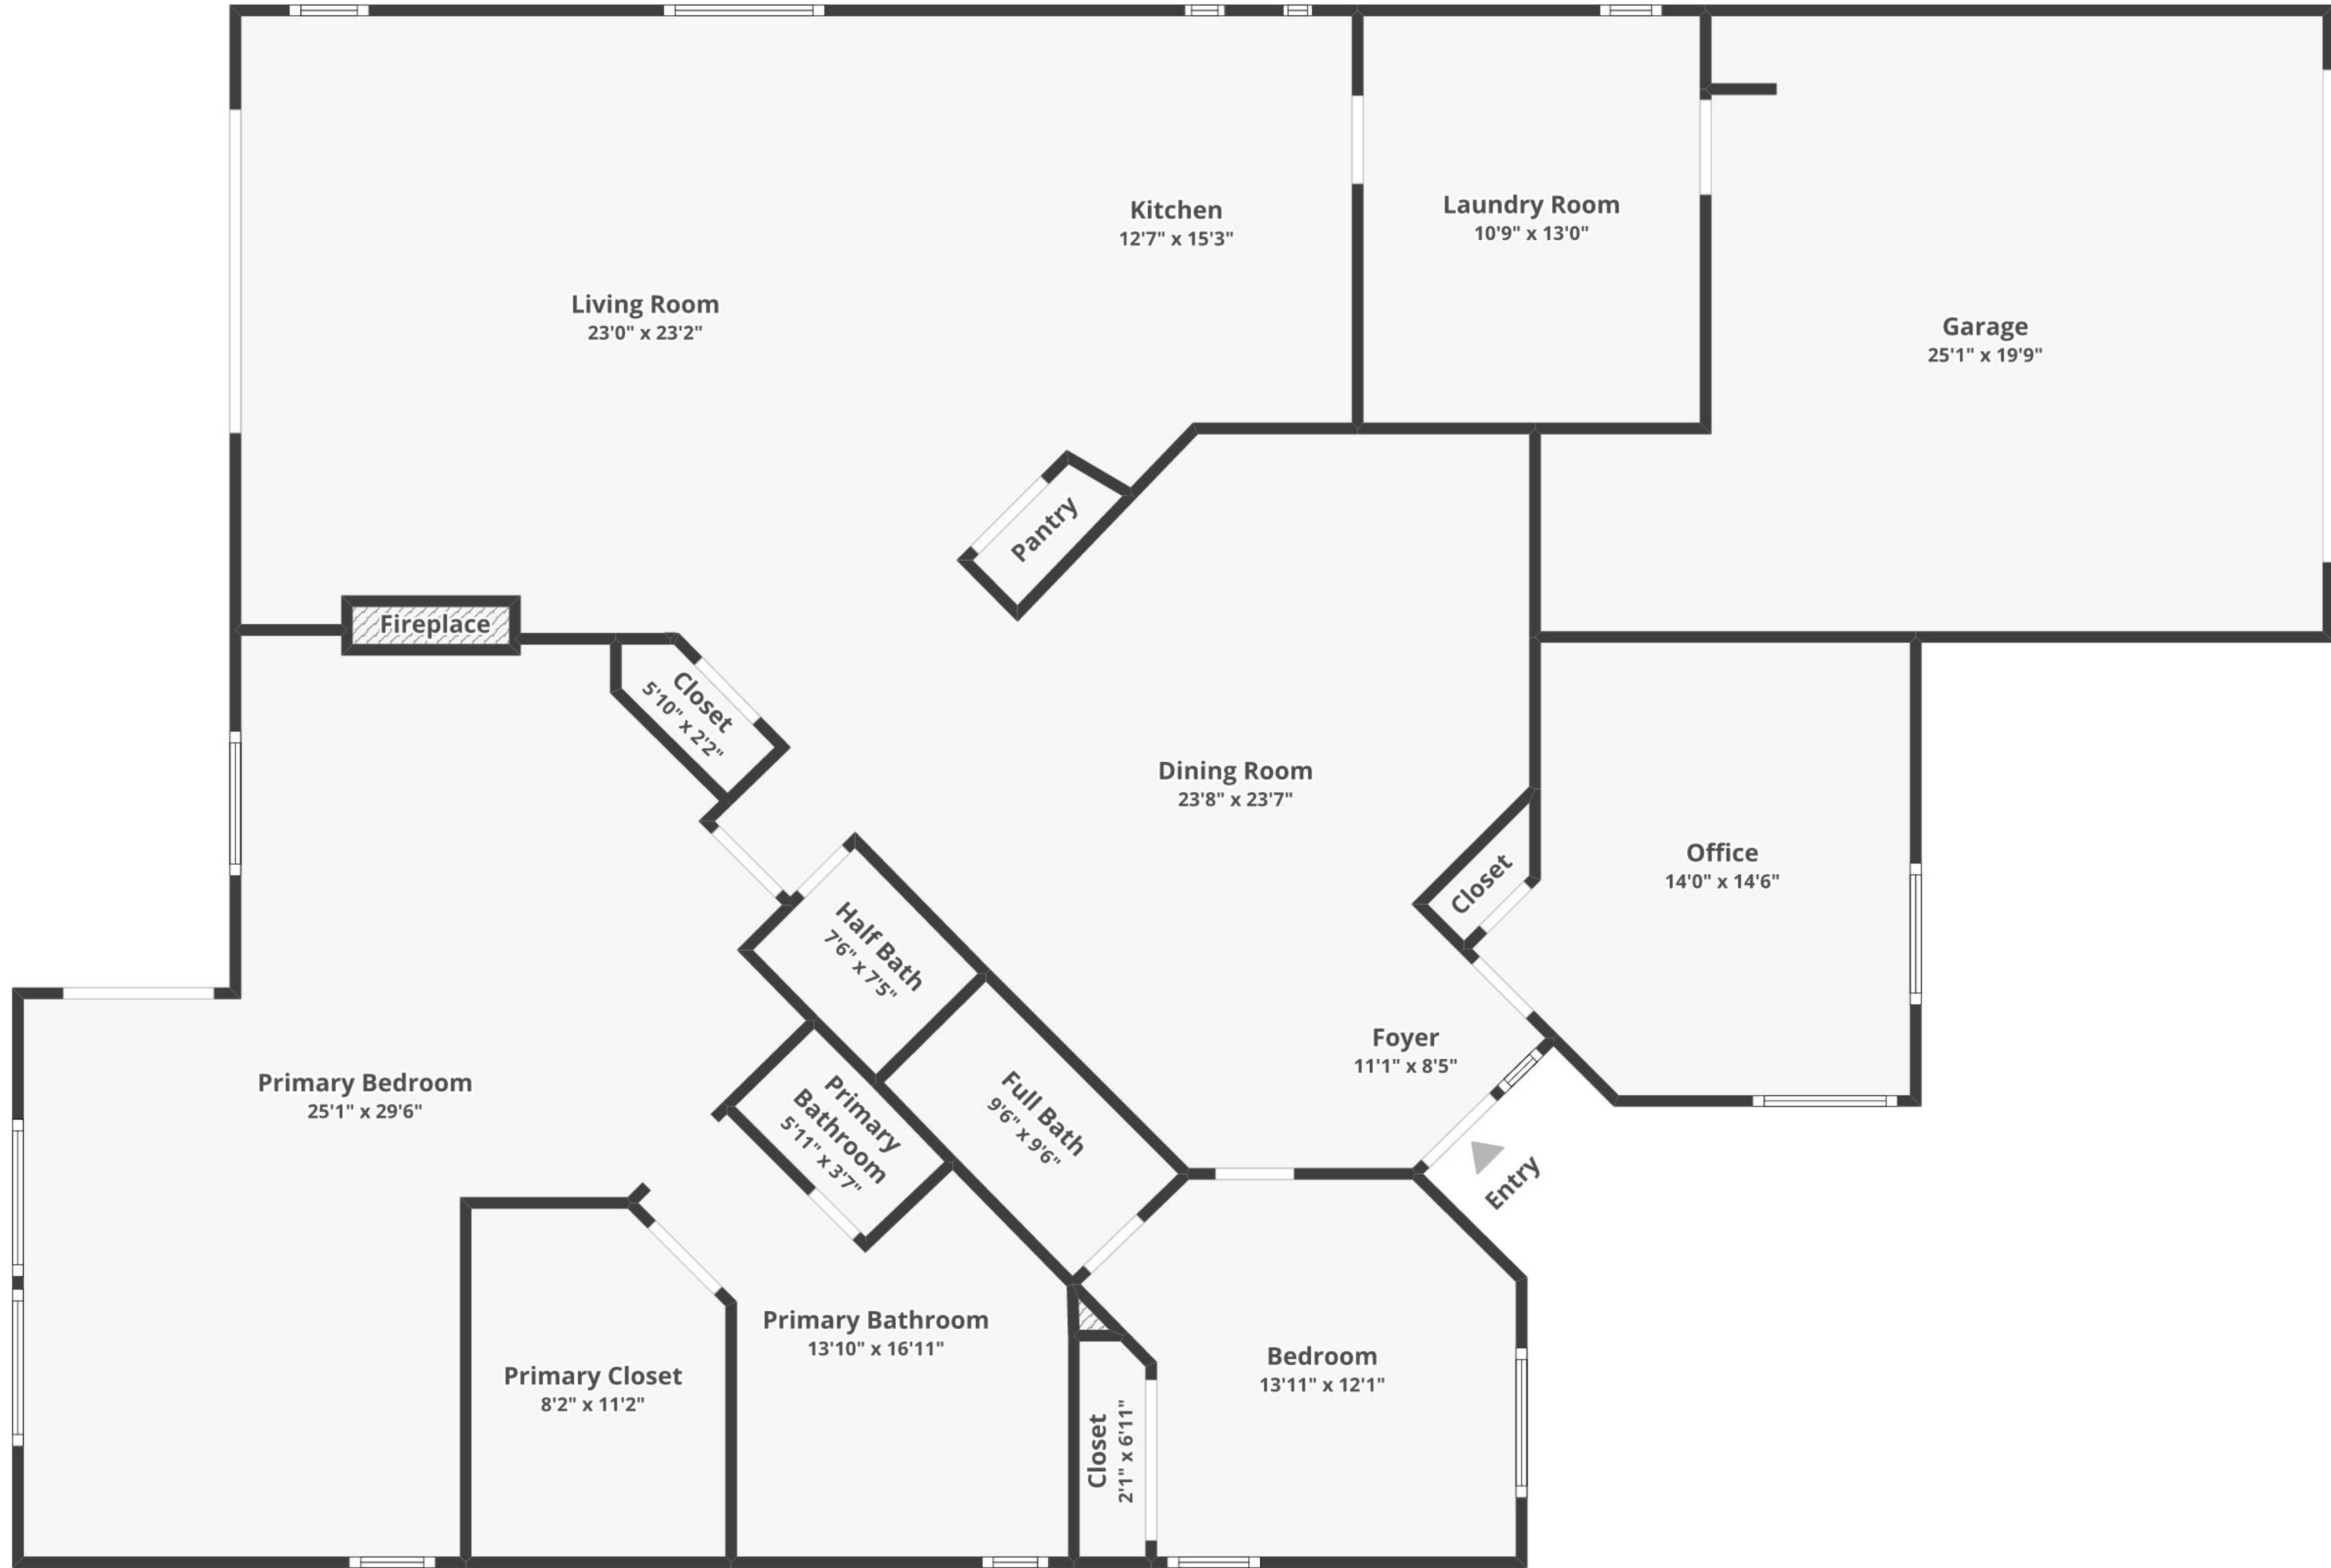 Kitchen
12'7" x 15'3"
Laundry Room
10'9" x 13'0"
Living Room
23'0" x 23'2"
Garage
25'1" x 19'9"
Pantry
Fireplace
Closet
5'10" x 2'2"
Dining Room
23'8" x 23'7"
Office
14'0" x 14'6"
Closet
Half Bath
7'6" x 7'5"
Foyer
11'1" x 8'5"
Primary Bedroom
25'1" x 29'6"
Primary
Bathroom
5'11" x 3'7"
Full Bath
9'6" x 9'6"
Entry
Primary Bathroom
13'10" x 16'11"
Bedroom
13'11" x 12'1"
Primary Closet
8'2" x 11'2"
Closet
2'1" x 6'11"